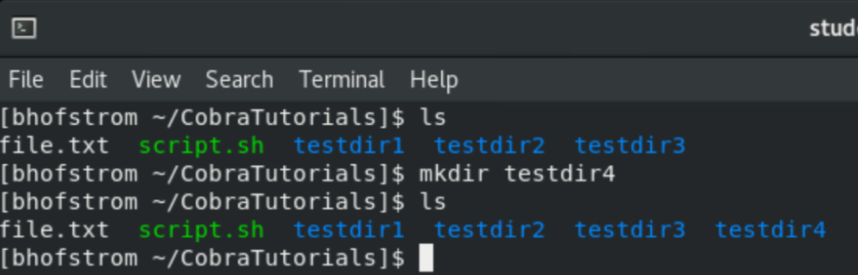 File Edit View Search Terminal Help
[bhofstrom ~/CobraTutorials]$ ls
file.txt script.sh testdir1 testdir2 testdir3
[bhofstrom ~/CobraTutorials]$ mkdir testdir4
[bhofstrom ~/CobraTutorials]$ ls
file.txt script.sh testdir1 testdir2 testdir3 testdir4
[bhofstrom ~/CobraTutorials]$